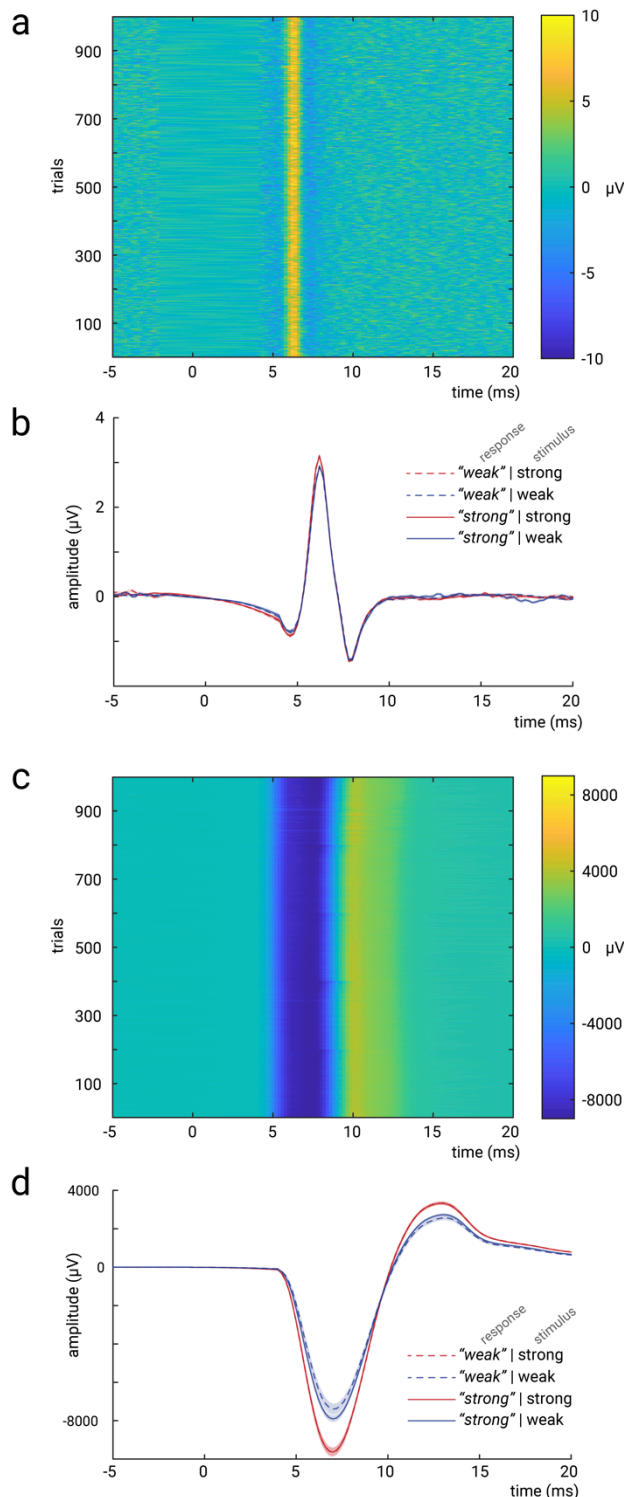 a
10
900
5
700
trials
500
0 µV
300
-5
100
-10
-5 0 5 10 15 20
time (ms)
b
4
response stimulus
"weak" | strong
"weak" | weak
2
"strong" | strong
"strong" | weak
amplitude (µV)
0
-5 0 5 10 15 20
time (ms)
c
8000
900
4000
700
trials
500
0 µV
300
-4000
100
-8000
-5 0 5 10 15 20
time (ms)
d
4000
0
amplitude (µV)
response stimulus
"weak" | strong
"weak" | weak
"strong" | strong
-8000
"strong" | weak
-5 0 5 10 15 20
time (ms)